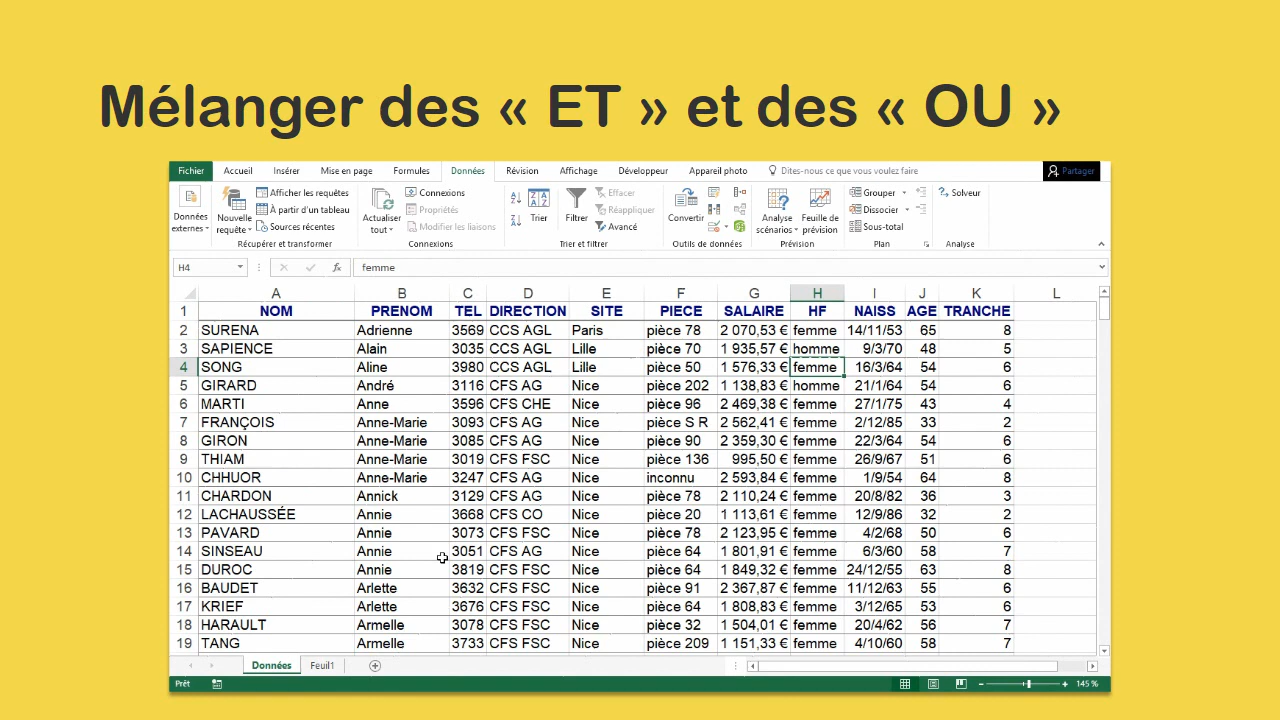 Mélanger des « ET » et des « OU »
Fichier Accueil Insérer Mise en page Formules Données Révision Affichage Développeur Appareil photo Dites-nous ce que vous voulez faire Partager
Données externes
Nouvelle requête
Afficher les requêtes
À partir d'un tableau
Sources récentes
Récupérer et transformer
Actualiser tout
Connexions
Propriétés
Modifier les liaisons
Connexions
Trier
Filtrer
Effacer
Réappliquer
Avancé
Trier et filtrer
Convertir
Outils de données
Analyse scénarios
Feuille de prévision
Prévision
Grouper
Dissocier
Sous-total
Plan
Solveur
Analyse
H4 fx femme
A B C D E F G H I J K L
1 NOM PRENOM TEL DIRECTION SITE PIECE SALAIRE HF NAISS AGE TRANCHE
2 SURENA Adrienne 3569 CCS AGL Paris pièce 78 2 070,53 € femme 14/11/53 65 8
3 SAPIENCE Alain 3035 CCS AGL Lille pièce 70 1 935,57 € homme 9/3/70 48 5
4 SONG Aline 3980 CCS AGL Lille pièce 50 1 576,33 € femme 16/3/64 54 6
5 GIRARD André 3116 CFS AG Nice pièce 202 1 138,83 € homme 21/1/64 54 6
6 MARTI Anne 3596 CFS CHE Nice pièce 96 2 469,38 € femme 27/1/75 43 4
7 FRANÇOIS Anne-Marie 3093 CFS AG Nice pièce S R 2 562,41 € femme 2/12/85 33 2
8 GIRON Anne-Marie 3085 CFS AG Nice pièce 90 2 359,30 € femme 22/3/64 54 6
9 THIAM Anne-Marie 3019 CFS FSC Nice pièce 136 995,50 € femme 26/9/67 51 6
10 CHHUOR Anne-Marie 3247 CFS AG Nice inconnu 2 593,84 € femme 1/9/54 64 8
11 CHARDON Annick 3129 CFS AG Nice pièce 78 2 110,24 € femme 20/8/82 36 3
12 LACHAUSSÉE Annie 3668 CFS CO Nice pièce 20 1 113,61 € femme 12/9/86 32 2
13 PAVARD Annie 3073 CFS FSC Nice pièce 78 2 123,95 € femme 4/2/68 50 6
14 SINSEAU Annie 3051 CFS AG Nice pièce 64 1 801,91 € femme 6/3/60 58 7
15 DUROC Annie 3819 CFS FSC Nice pièce 64 1 849,32 € femme 24/12/55 63 8
16 BAUDET Arlette 3632 CFS FSC Nice pièce 91 2 367,87 € femme 11/12/63 55 6
17 KRIEF Arlette 3676 CFS FSC Nice pièce 64 1 808,83 € femme 3/12/65 53 6
18 HARAULT Armelle 3078 CFS FSC Nice pièce 32 1 504,01 € femme 20/4/62 56 7
19 TANG Armelle 3733 CFS FSC Nice pièce 209 1 151,33 € femme 4/10/60 58 7
Données Feuil1
Prêt 145 %